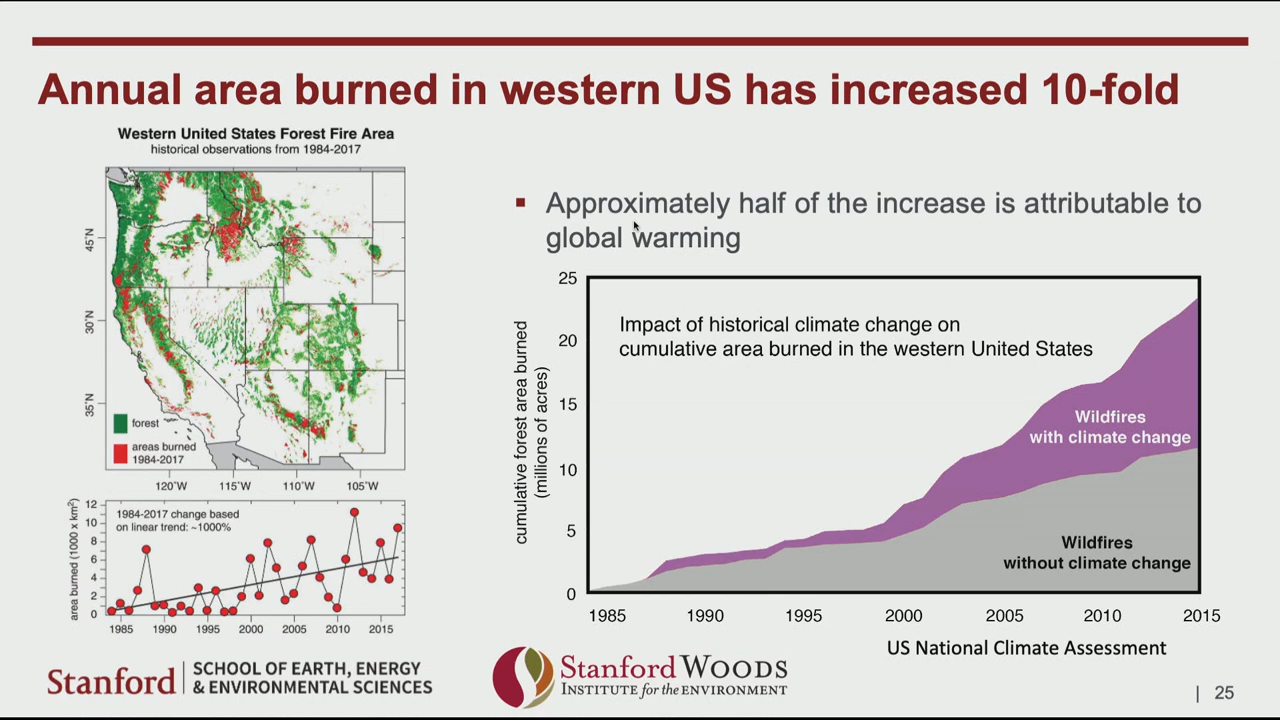 Annual area burned in western US has increased 10-fold
Western United States Forest Fire Area
historical observations from 1984-2017
45°N
30°N
35°N
forest
areas burned
1984-2017
120°W 115°W 110°W 105°W
area burned (1000 x km²)
12
10
8
6
4
2
0
1984-2017 change based
on linear trend: ~1000%
1985 1990 1995 2000 2005 2010 2015
▪ Approximately half of the increase is attributable to
global warming
cumulative forest area burned
(millions of acres)
25
20
15
10
5
0
Impact of historical climate change on
cumulative area burned in the western United States
Wildfires
with climate change
Wildfires
without climate change
1985 1990 1995 2000 2005 2010 2015
US National Climate Assessment
Stanford | SCHOOL OF EARTH, ENERGY
& ENVIRONMENTAL SCIENCES
Stanford WOODS
INSTITUTE for the ENVIRONMENT
| 25